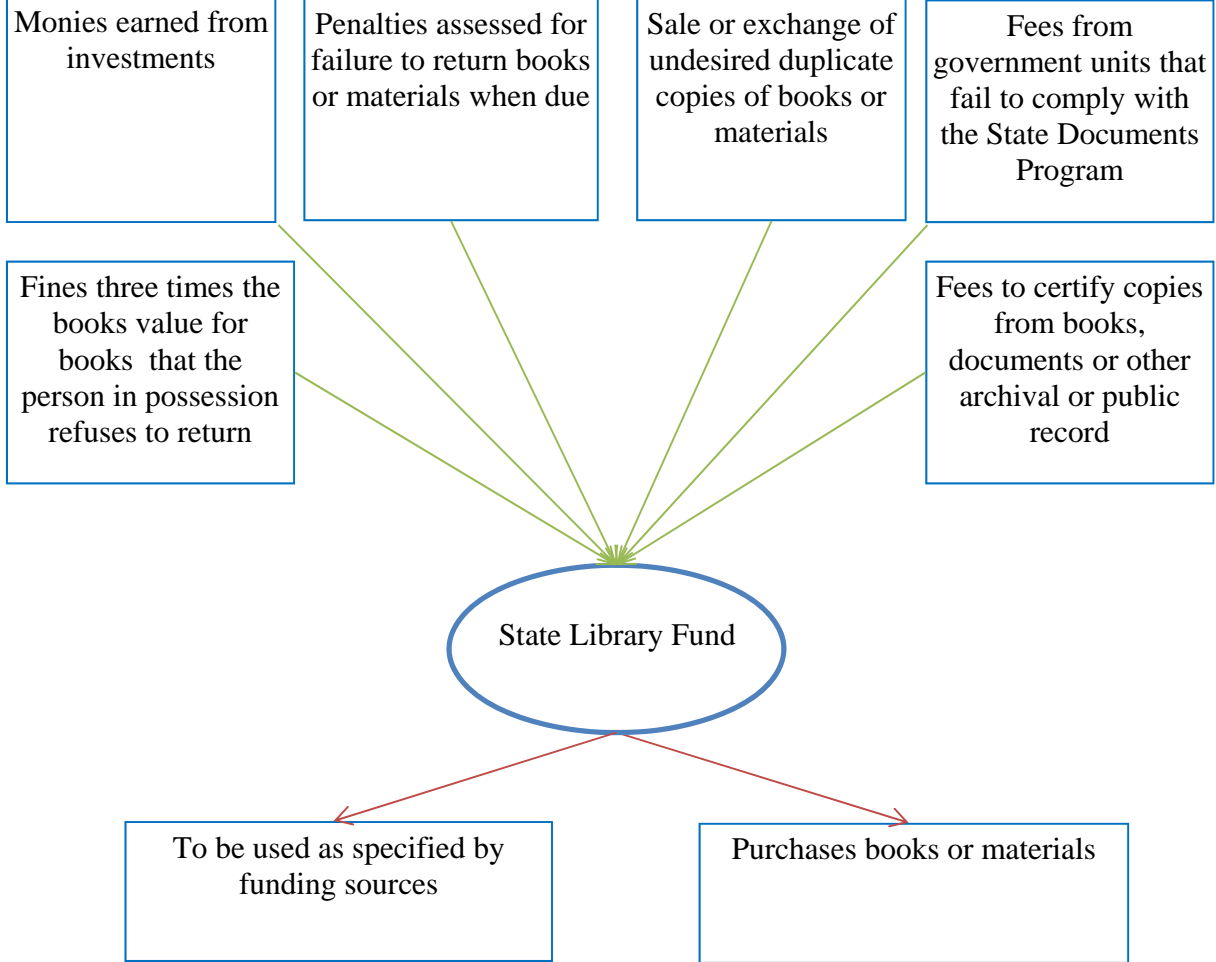 Monies earned from
investments
Penalties assessed for
failure to return books
or materials when due
Sale or exchange of
undesired duplicate
copies of books or
materials
Fees from
government units that
fail to comply with
the State Documents
Program
Fines three times the
books value for
books that the
person in possession
refuses to return
Fees to certify copies
from books,
documents or other
archival or public
record
State Library Fund
To be used as specified by
funding sources
Purchases books or materials